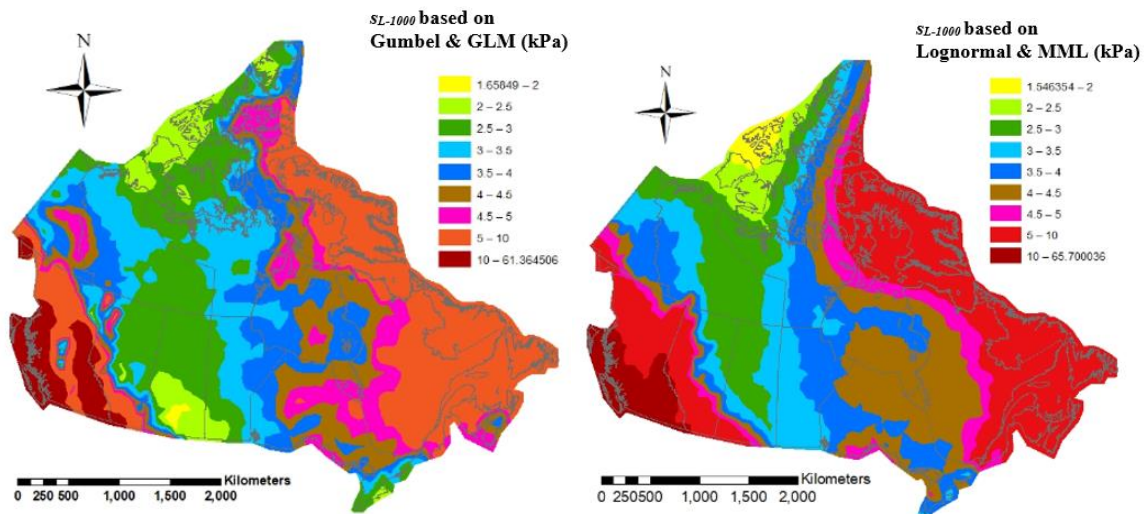 s_L-1000 based on
Gumbel & GLM (kPa)
N
1.65849 – 2
2 – 2.5
2.5 – 3
3 – 3.5
3.5 – 4
4 – 4.5
4.5 – 5
5 – 10
10 – 61.364506
Kilometers
0 250 500 1,000 1,500 2,000
s_L-1000 based on
Lognormal & MML (kPa)
N
1.546354 – 2
2 – 2.5
2.5 – 3
3 – 3.5
3.5 – 4
4 – 4.5
4.5 – 5
5 – 10
10 – 65.700036
Kilometers
0 250500 1,000 1,500 2,000